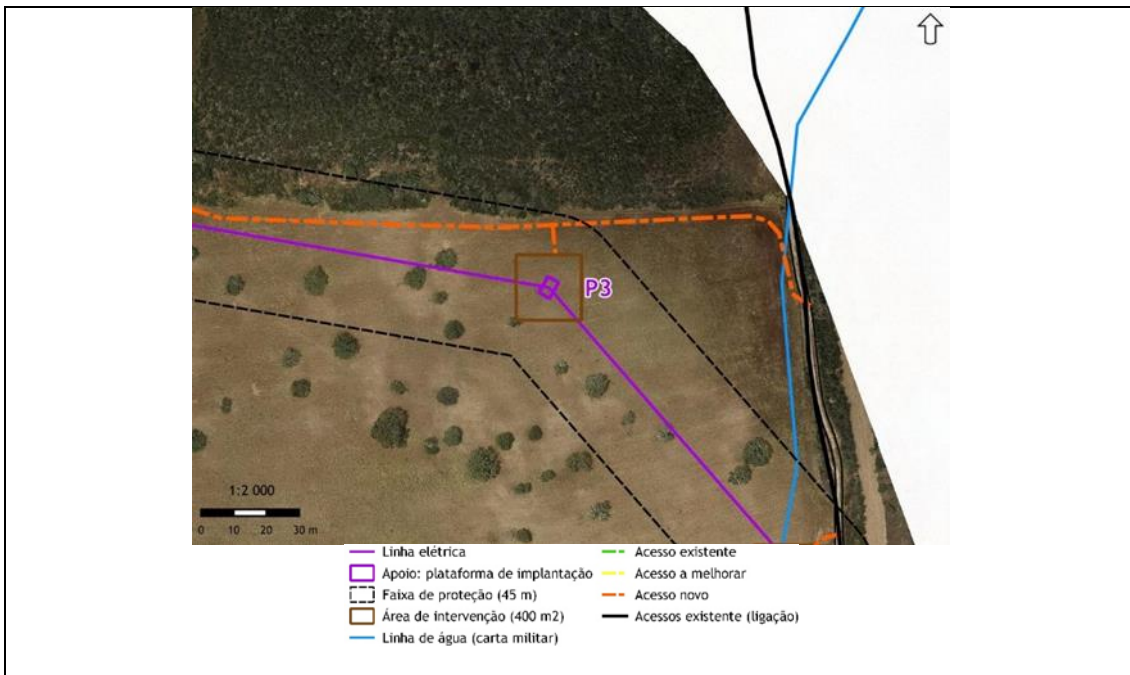 P3
1:2 000
0 10 20 30 m
Linha elétrica
Apoio: plataforma de implantação
Faixa de proteção (45 m)
Área de intervenção (400 m2)
Linha de água (carta militar)
Acesso existente
Acesso a melhorar
Acesso novo
Acessos existente (ligação)